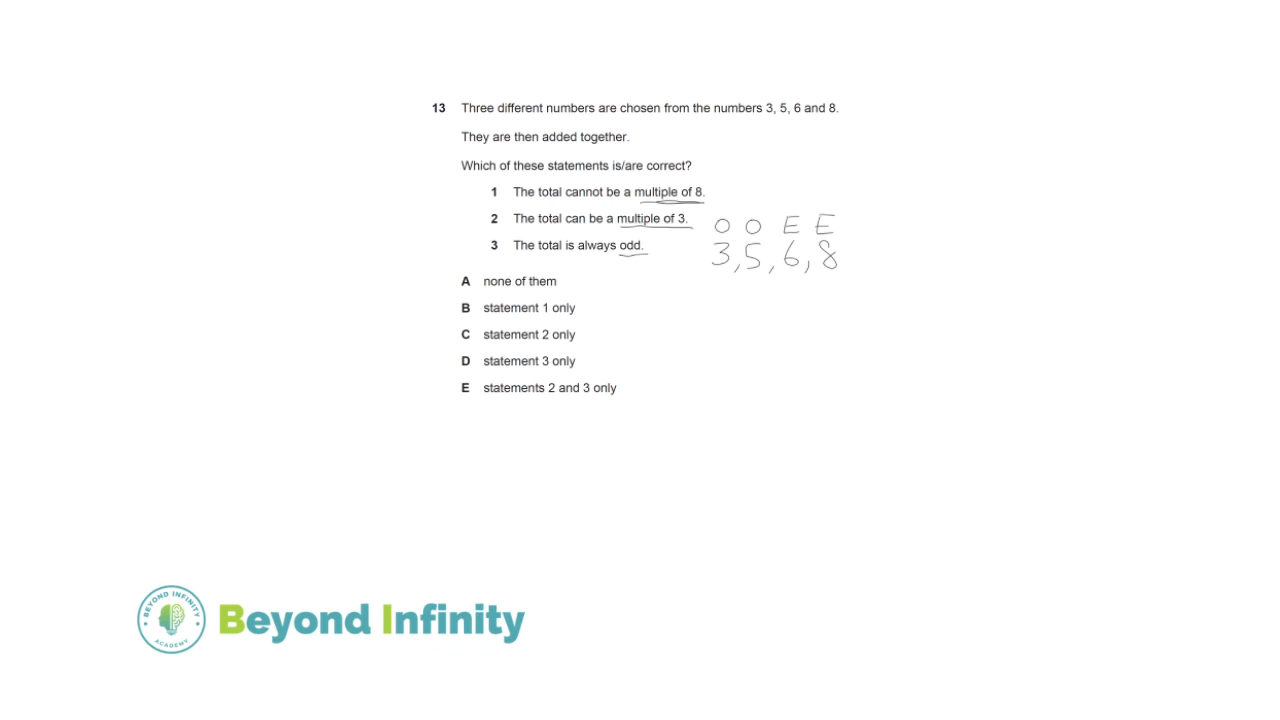 13 Three different numbers are chosen from the numbers 3, 5, 6 and 8.
They are then added together.
Which of these statements is/are correct?
1 The total cannot be a multiple of 8.
2 The total can be a multiple of 3.
3 The total is always odd.
O O E E
3, 5, 6, 8
A none of them
B statement 1 only
C statement 2 only
D statement 3 only
E statements 2 and 3 only
BEYOND INFINITY
ACADEMY
Beyond Infinity